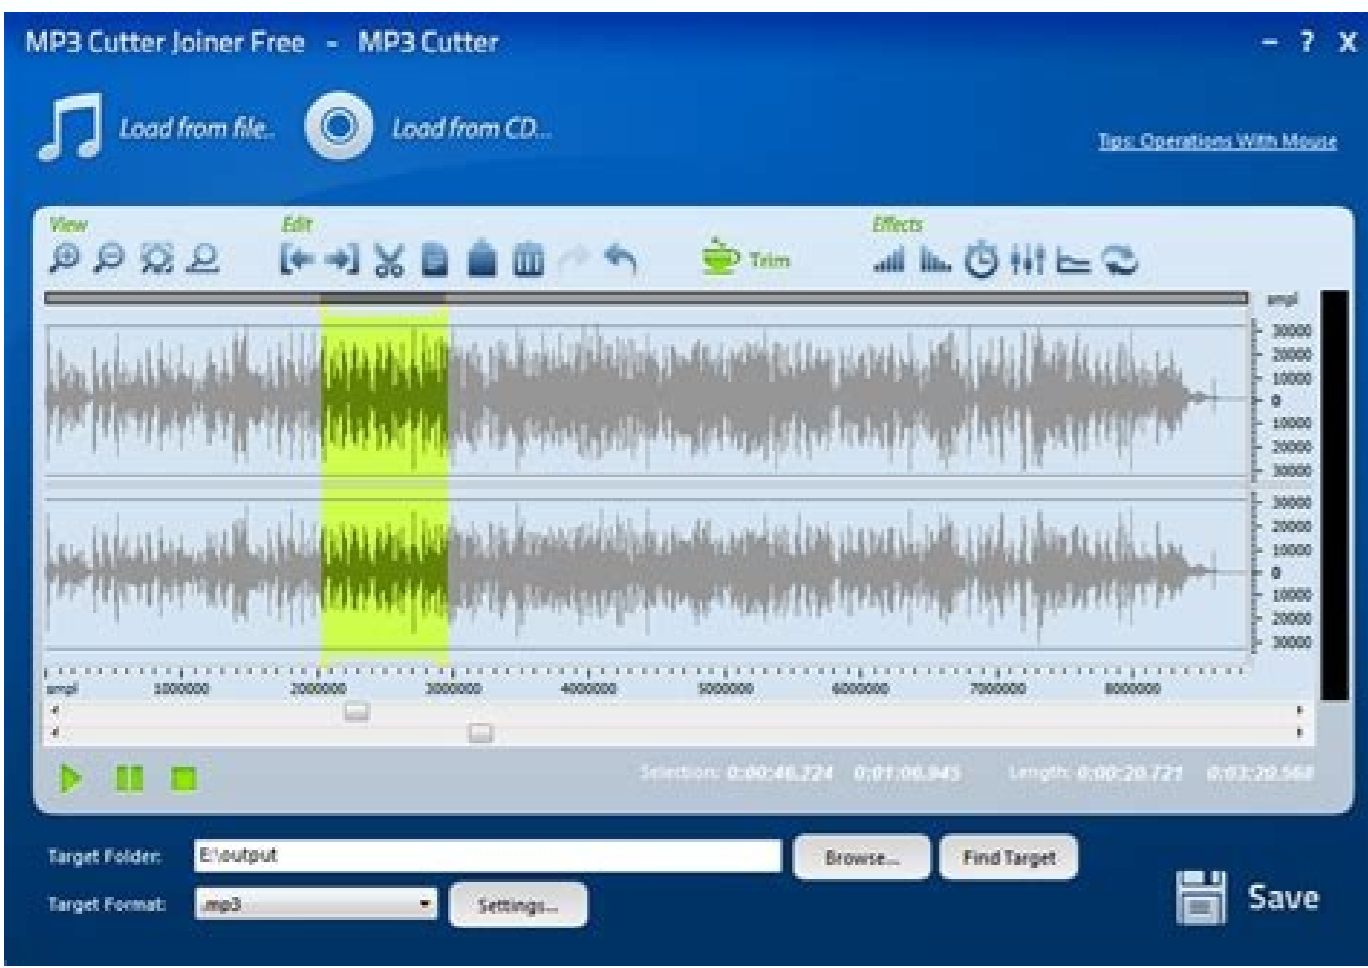 MP3 Cutter Joiner Free - MP3 Cutter
- ? X
Load from file.. Load from CD...
Tips: Operations With Mouse
View Edit Effects
Trim
smpl
30000
20000
10000
0
10000
20000
30000
30000
20000
10000
0
10000
20000
30000
smpl 1000000 2000000 3000000 4000000 5000000 6000000 7000000 8000000
Selection: 0:00:46.224 0:01:06.945 Length: 0:00:20.721 0:03:20.568
Target Folder: E:\output Browse... Find Target
Target Format: .mp3 Settings...
Save